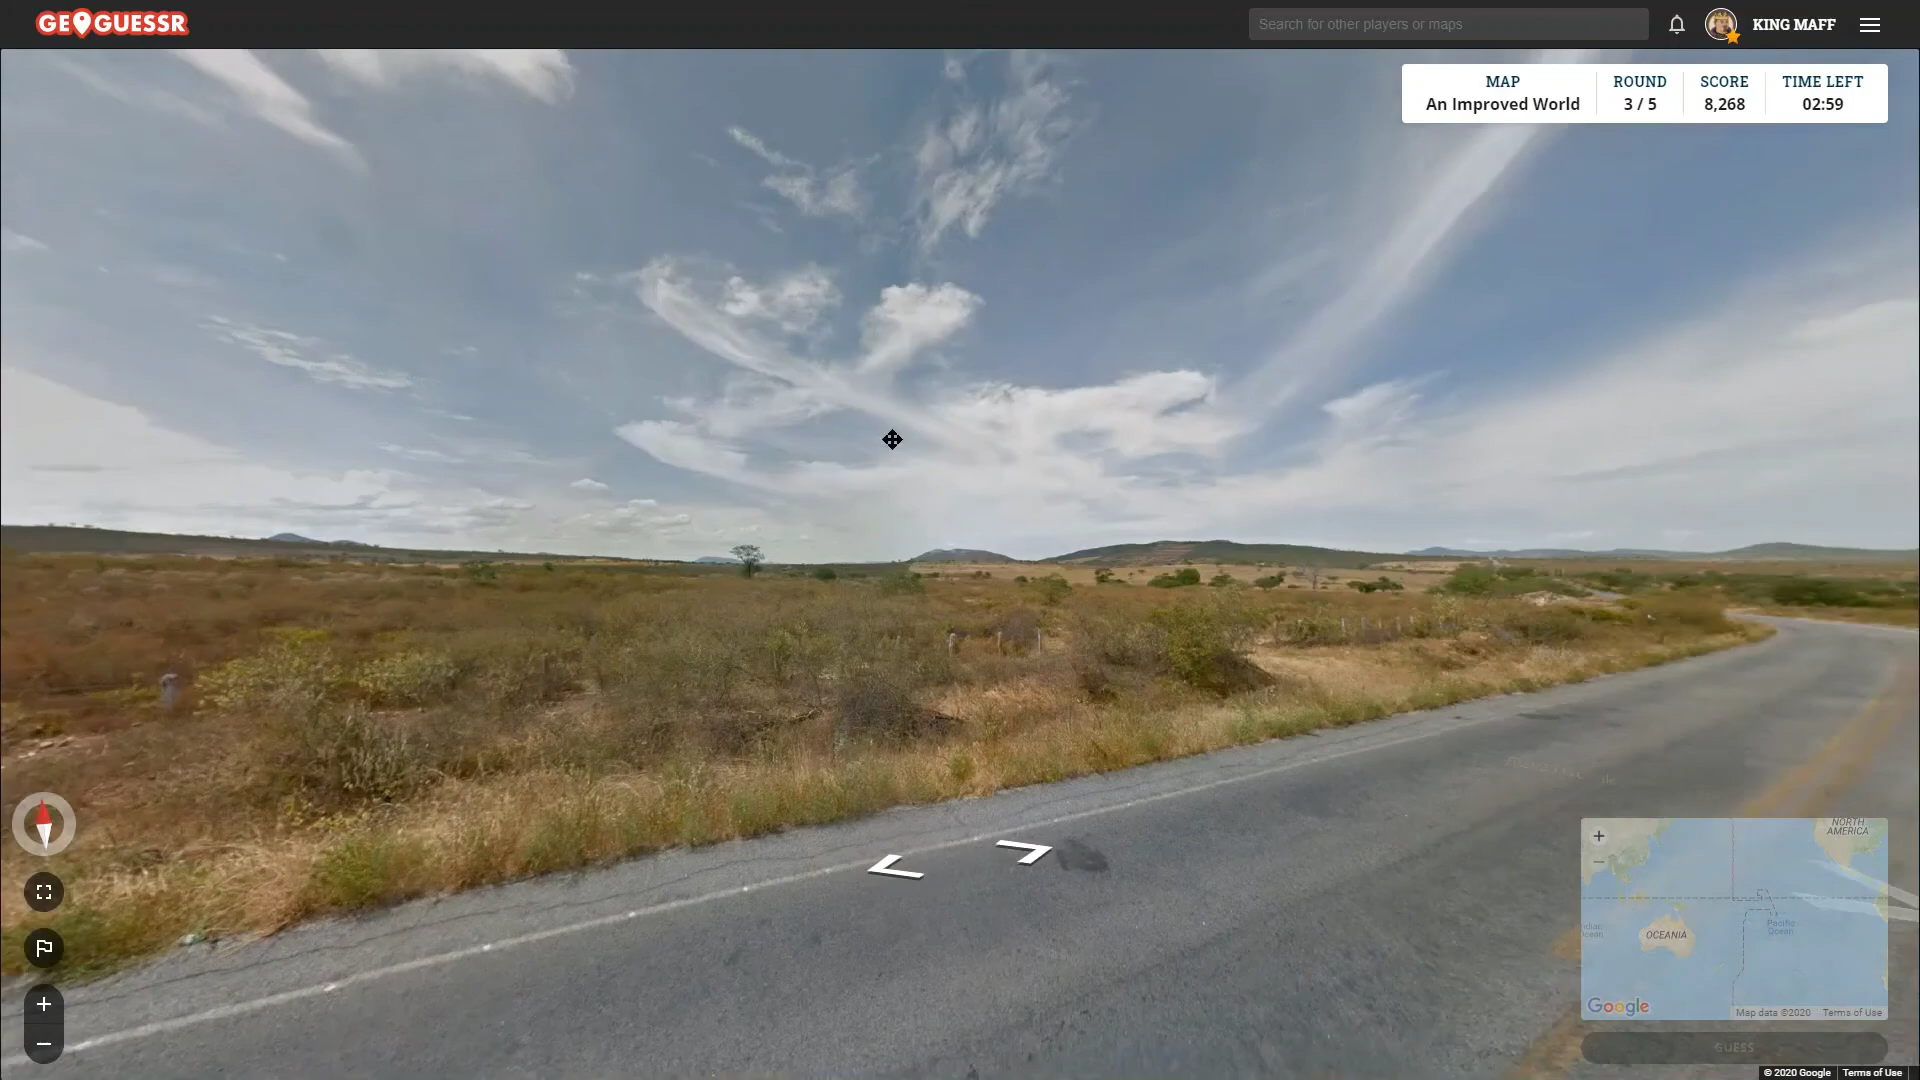 GEOGUESSR
Search for other players or maps
KING MAFF
MAP
An Improved World
ROUND
3 / 5
SCORE
8,268
TIME LEFT
02:59
NORTH
AMERICA
OCEANIA
Pacific
Ocean
Indian
Ocean
Google
Map data ©2020
Terms of Use
GUESS
© 2020 Google
Terms of Use